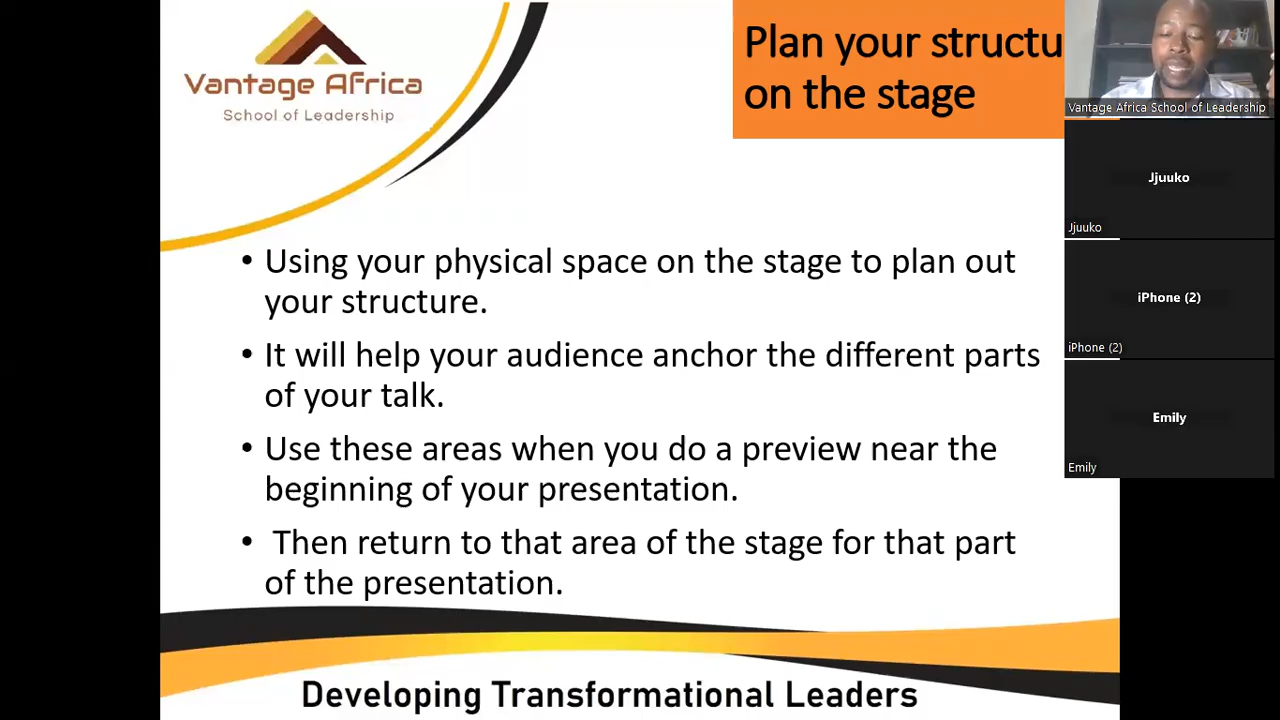 Vantage Africa
School of Leadership
Plan your structu
on the stage
• Using your physical space on the stage to plan out
your structure.
• It will help your audience anchor the different parts
of your talk.
• Use these areas when you do a preview near the
beginning of your presentation.
• Then return to that area of the stage for that part
of the presentation.
Developing Transformational Leaders
Vantage Africa School of Leadership
Jjuuko
Jjuuko
iPhone (2)
iPhone (2)
Emily
Emily